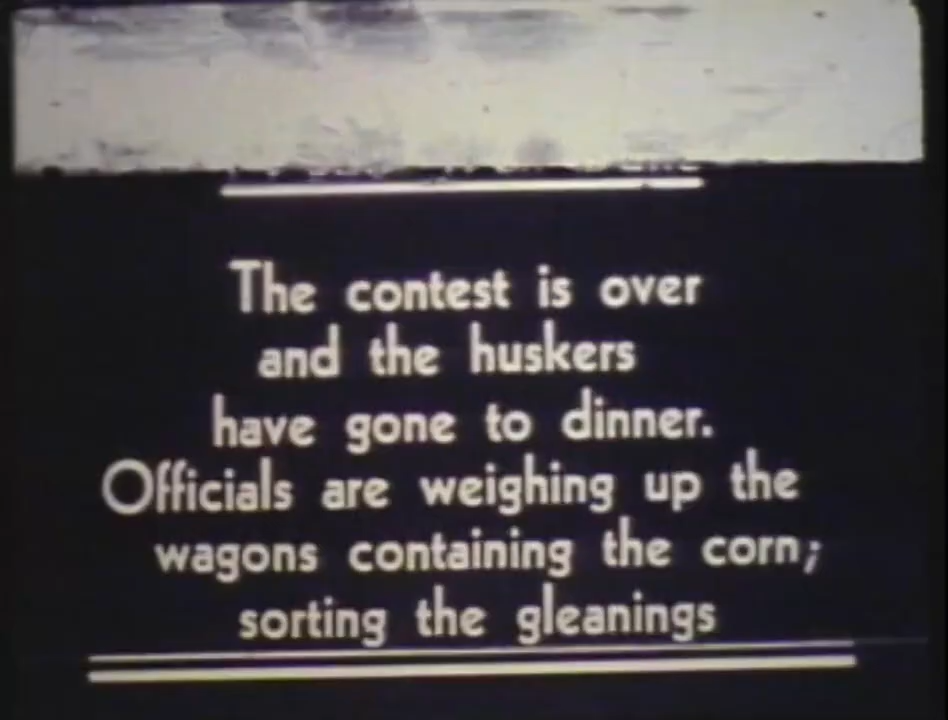 The contest is over
and the huskers
have gone to dinner.
Officials are weighing up the
wagons containing the corn;
sorting the gleanings